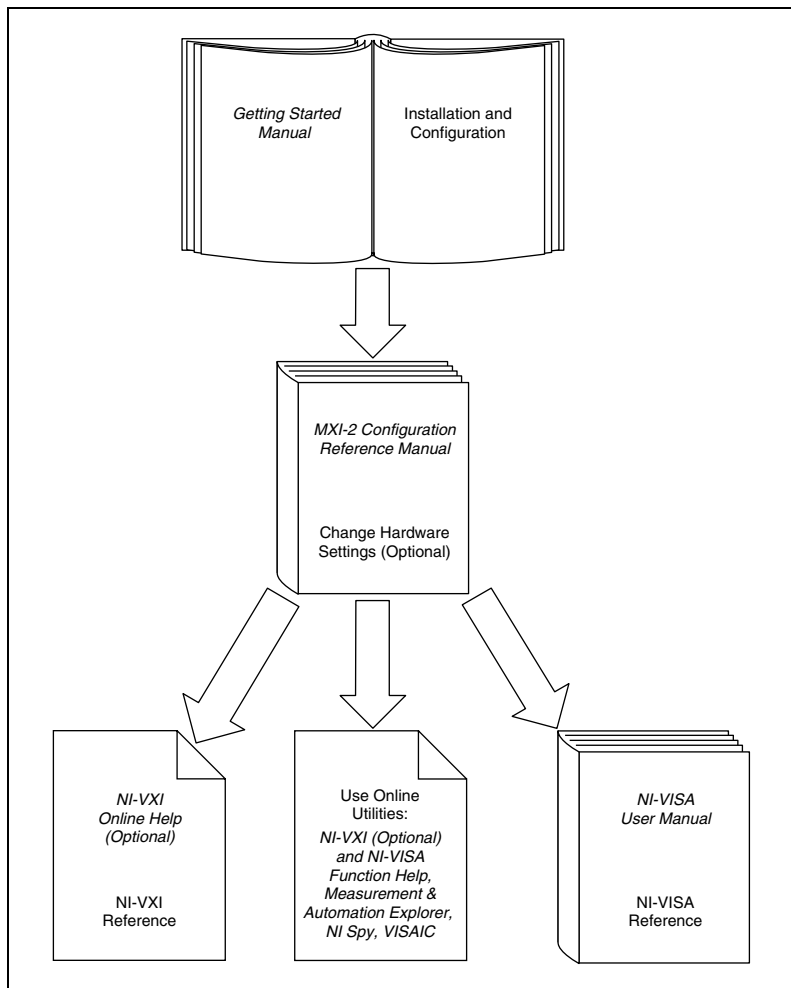 Getting Started
Manual
Installation and
Configuration
MXI-2 Configuration
Reference Manual
Change Hardware
Settings (Optional)
NI-VXI
Online Help
(Optional)
NI-VXI
Reference
Use Online
Utilities:
NI-VXI (Optional)
and NI-VISA
Function Help,
Measurement &
Automation Explorer,
NI Spy, VISAIC
NI-VISA
User Manual
NI-VISA
Reference